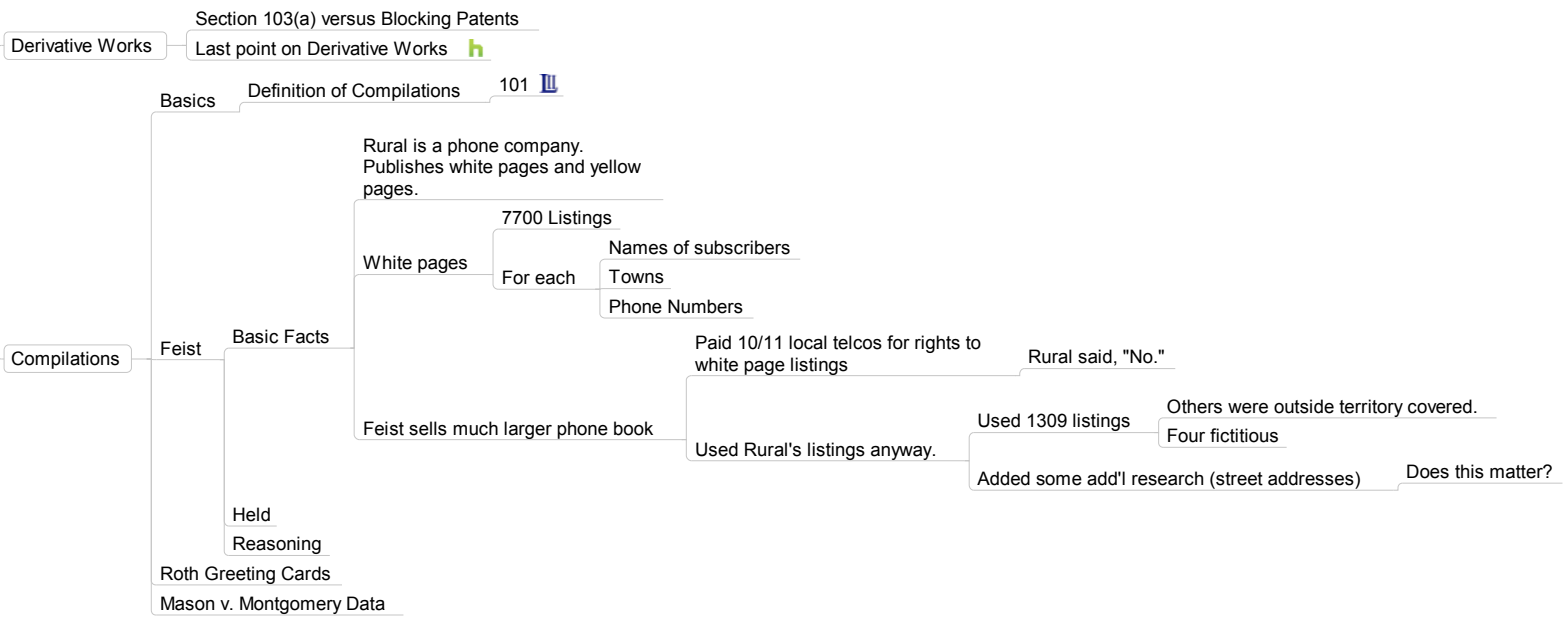 Section 103(a) versus Blocking Patents
Derivative Works
Last point on Derivative Works
h
Basics
Definition of Compilations
101
LII
Rural is a phone company.
Publishes white pages and yellow
pages.
7700 Listings
White pages
For each
Names of subscribers
Towns
Phone Numbers
Compilations
Feist
Basic Facts
Paid 10/11 local telcos for rights to
white page listings
Rural said, "No."
Feist sells much larger phone book
Used Rural's listings anyway.
Used 1309 listings
Others were outside territory covered.
Four fictitious
Added some add'l research (street addresses)
Does this matter?
Held
Reasoning
Roth Greeting Cards
Mason v. Montgomery Data